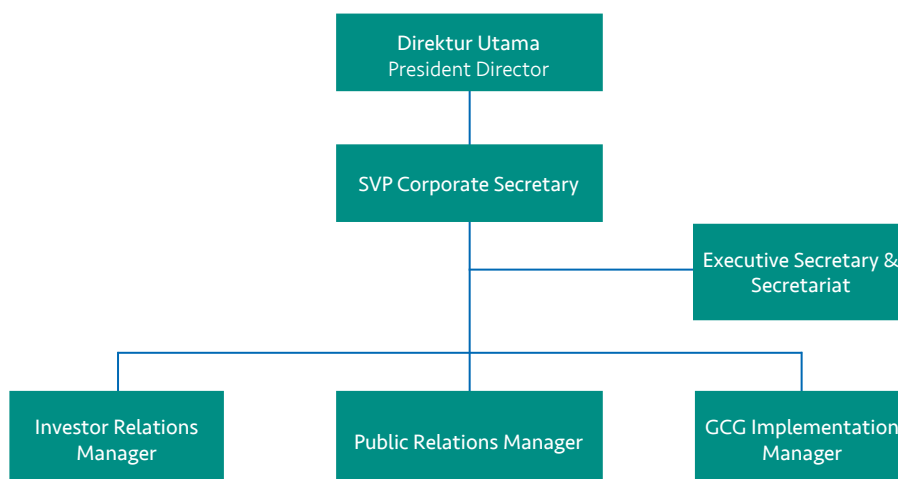 Direktur Utama
President Director
SVP Corporate Secretary
Executive Secretary &
Secretariat
Investor Relations
Manager
Public Relations Manager
GCG Implementation
Manager